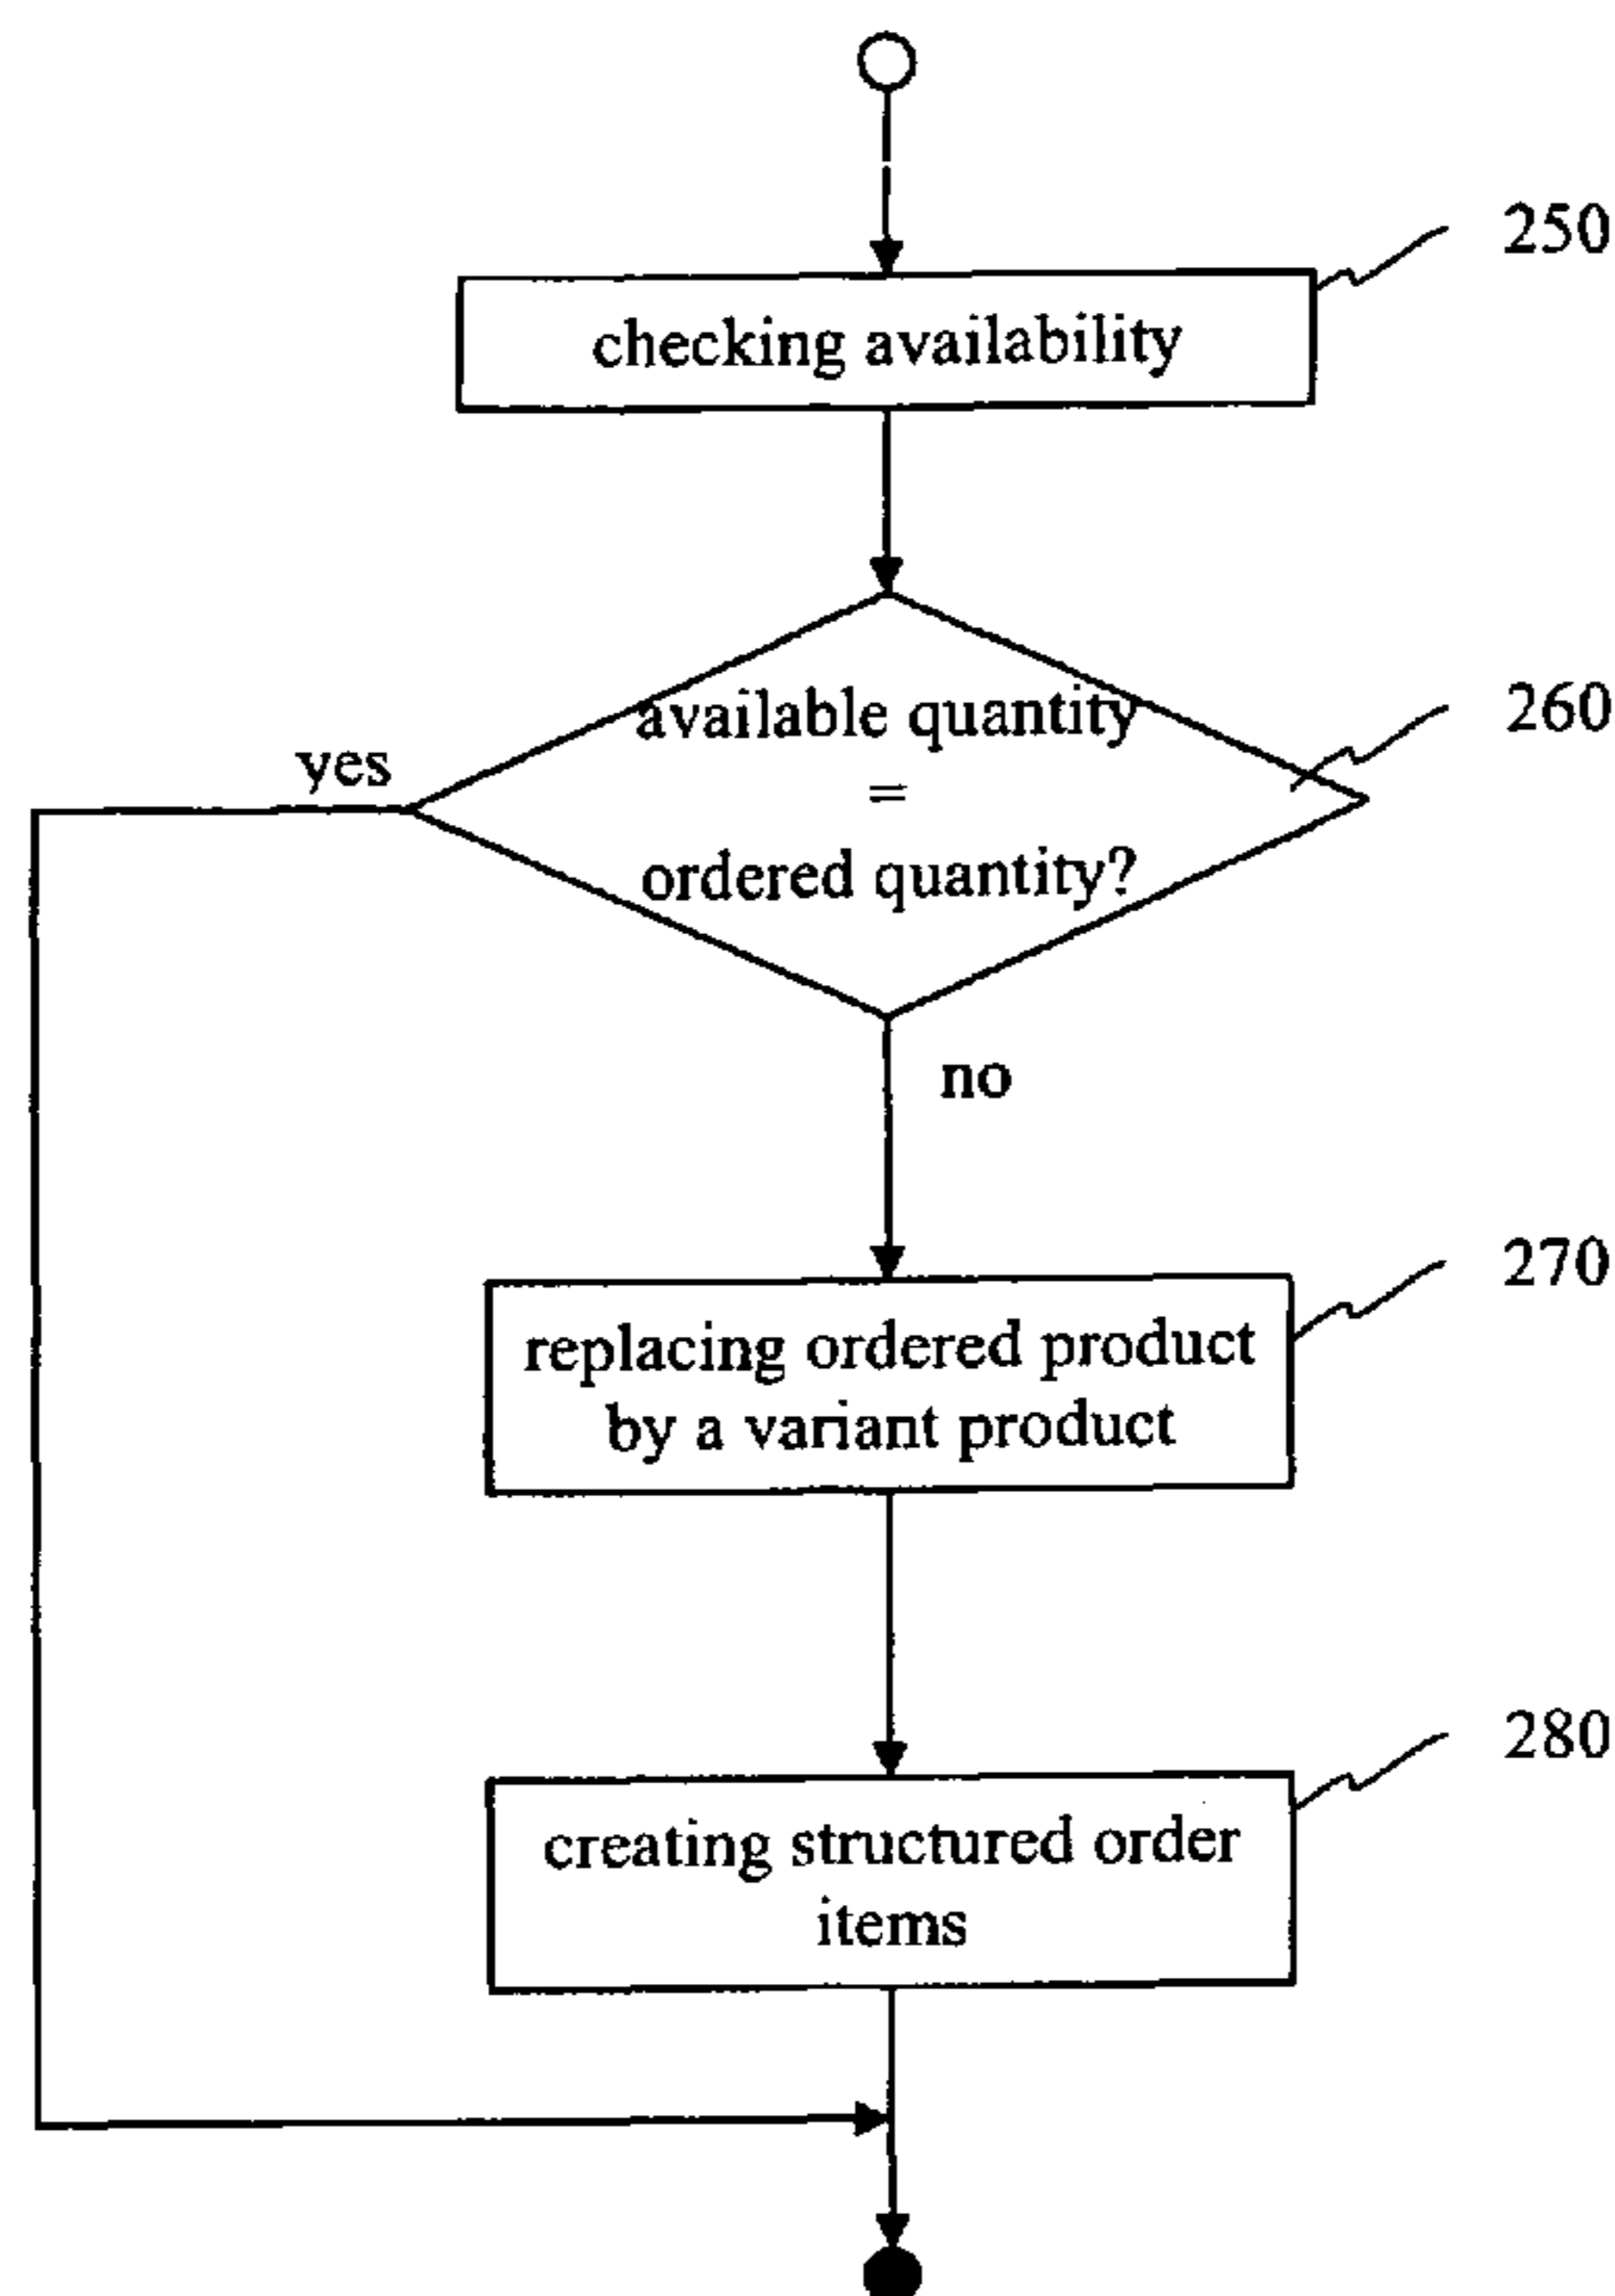 250
checking availability
260
available quantity
yes
=
ordered quantity?
no
270
replacing ordered product
by a variant product
280
creating structured order
items